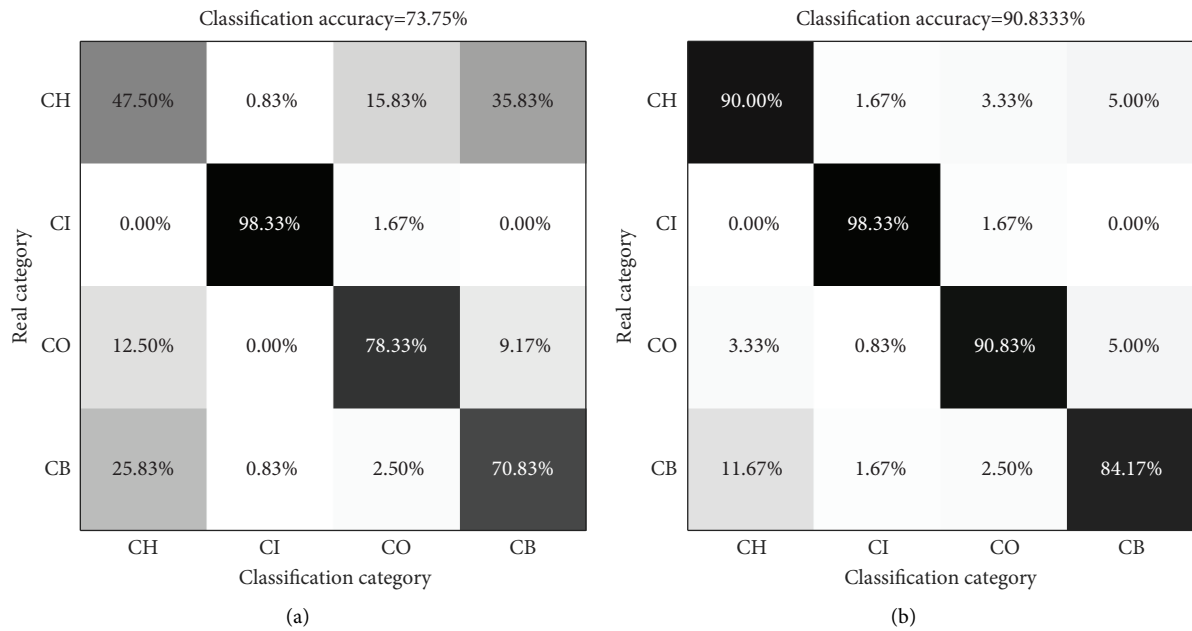 Classification accuracy=73.75%
CH 47.50% 0.83% 15.83% 35.83%
CI 0.00% 98.33% 1.67% 0.00%
CO 12.50% 0.00% 78.33% 9.17%
CB 25.83% 0.83% 2.50% 70.83%
Real category
CH CI CO CB
Classification category
(a)
Classification accuracy=90.8333%
CH 90.00% 1.67% 3.33% 5.00%
CI 0.00% 98.33% 1.67% 0.00%
CO 3.33% 0.83% 90.83% 5.00%
CB 11.67% 1.67% 2.50% 84.17%
Real category
CH CI CO CB
Classification category
(b)